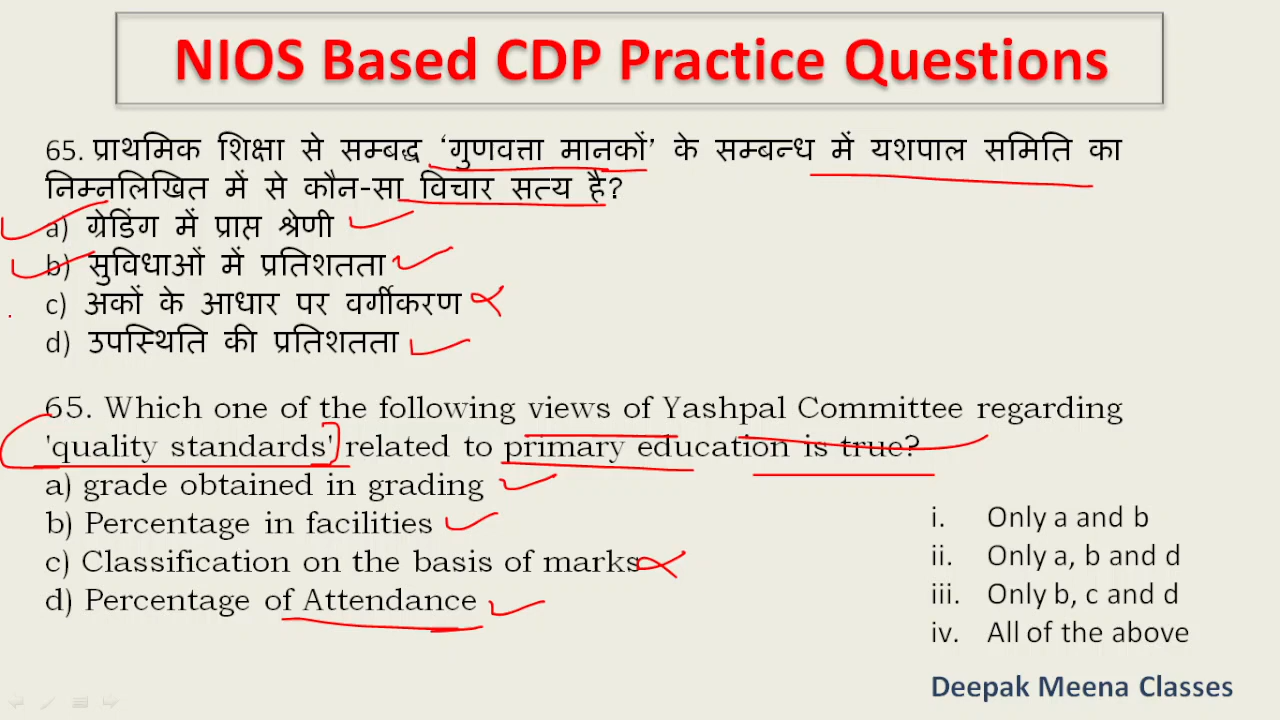 NIOS Based CDP Practice Questions
65. प्राथमिक शिक्षा से सम्बद्ध ‘गुणवत्ता मानकों’ के सम्बन्ध में यशपाल समिति का
निम्नलिखित में से कौन-सा विचार सत्य है?
a) ग्रेडिंग में प्राप्त श्रेणी
b) सुविधाओं में प्रतिशतता
c) अकों के आधार पर वर्गीकरण
d) उपस्थिति की प्रतिशतता
65. Which one of the following views of Yashpal Committee regarding
'quality standards' related to primary education is true?
a) grade obtained in grading
b) Percentage in facilities
c) Classification on the basis of marks
d) Percentage of Attendance
i. Only a and b
ii. Only a, b and d
iii. Only b, c and d
iv. All of the above
Deepak Meena Classes